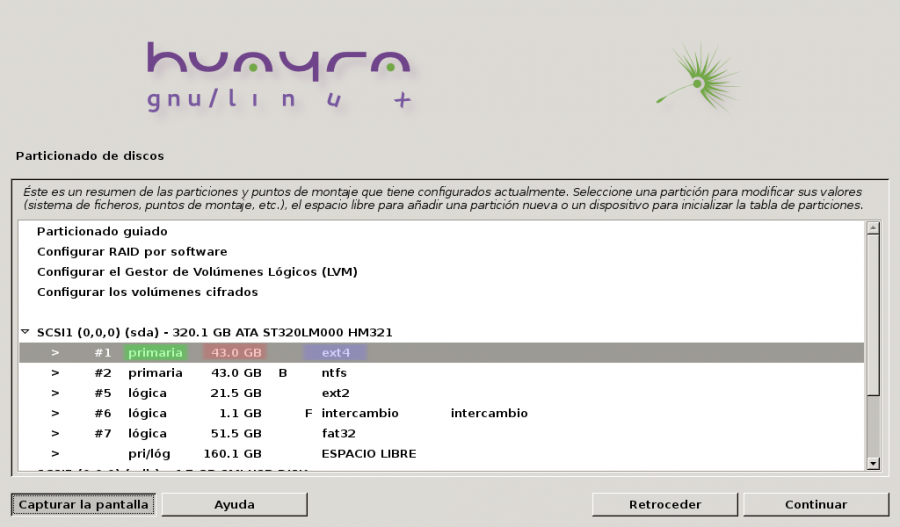 huayra
gnu/linux +
Particionado de discos
Éste es un resumen de las particiones y puntos de montaje que tiene configurados actualmente. Seleccione una partición para modificar sus valores
(sistema de ficheros, puntos de montaje, etc.), el espacio libre para añadir una partición nueva o un dispositivo para inicializar la tabla de particiones.
Particionado guiado
Configurar RAID por software
Configurar el Gestor de Volúmenes Lógicos (LVM)
Configurar los volúmenes cifrados
SCSI1 (0,0,0) (sda) - 320.1 GB ATA ST320LM000 HM321
> #1 primaria 43.0 GB ext4
> #2 primaria 43.0 GB B ntfs
> #5 lógica 21.5 GB ext2
> #6 lógica 1.1 GB F intercambio intercambio
> #7 lógica 51.5 GB fat32
> pri/lóg 160.1 GB ESPACIO LIBRE
Capturar la pantalla Ayuda Retroceder Continuar